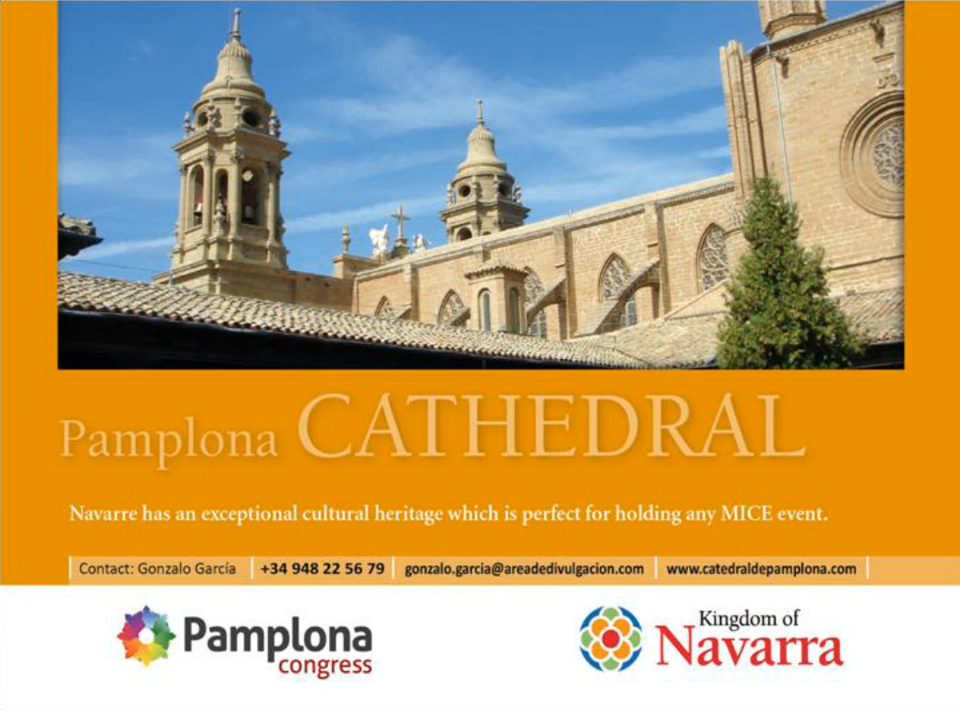 Pamplona CATHEDRAL
Navarre has an exceptional cultural heritage which is perfect for holding any MICE event.
Contact: Gonzalo García | +34 948 22 56 79 | gonzalo.garcia@areadedivulgacion.com | www.catedraldepamplona.com |
Pamplona congress
Kingdom of
Navarra